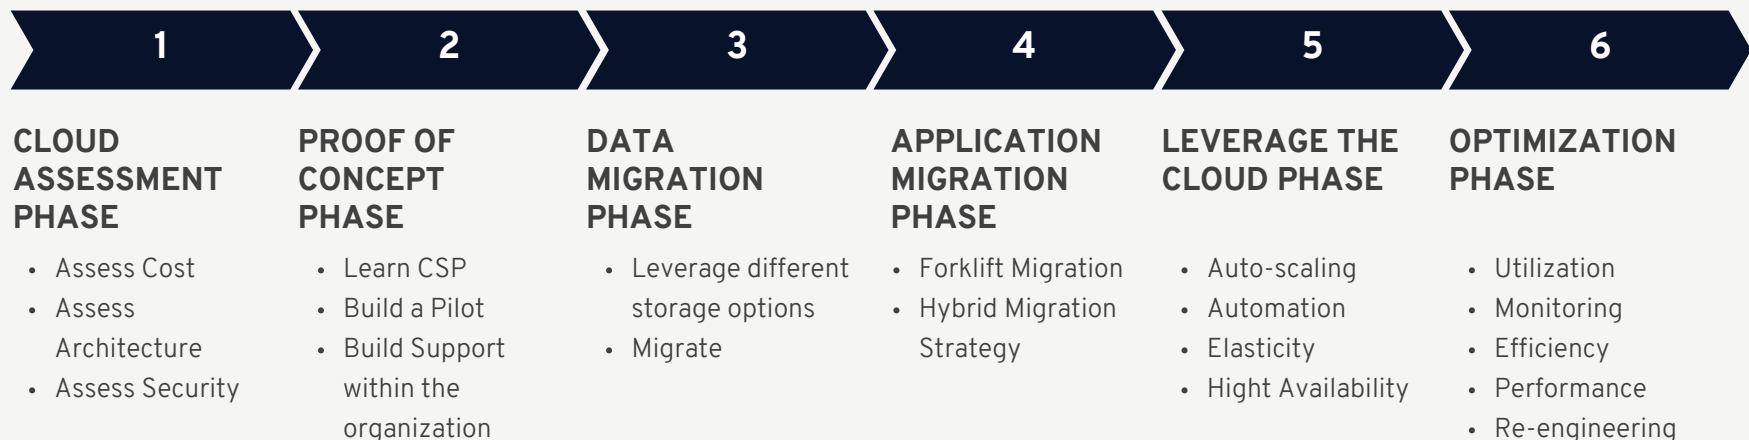 1
2
3
4
5
6
CLOUD
ASSESSMENT
PHASE
• Assess Cost
• Assess
Architecture
• Assess Security
PROOF OF
CONCEPT
PHASE
• Learn CSP
• Build a Pilot
• Build Support
within the
organization
DATA
MIGRATION
PHASE
• Leverage different
storage options
• Migrate
APPLICATION
MIGRATION
PHASE
• Forklift Migration
• Hybrid Migration
Strategy
LEVERAGE THE
CLOUD PHASE
• Auto-scaling
• Automation
• Elasticity
• Hight Availability
OPTIMIZATION
PHASE
• Utilization
• Monitoring
• Efficiency
• Performance
• Re-engineering